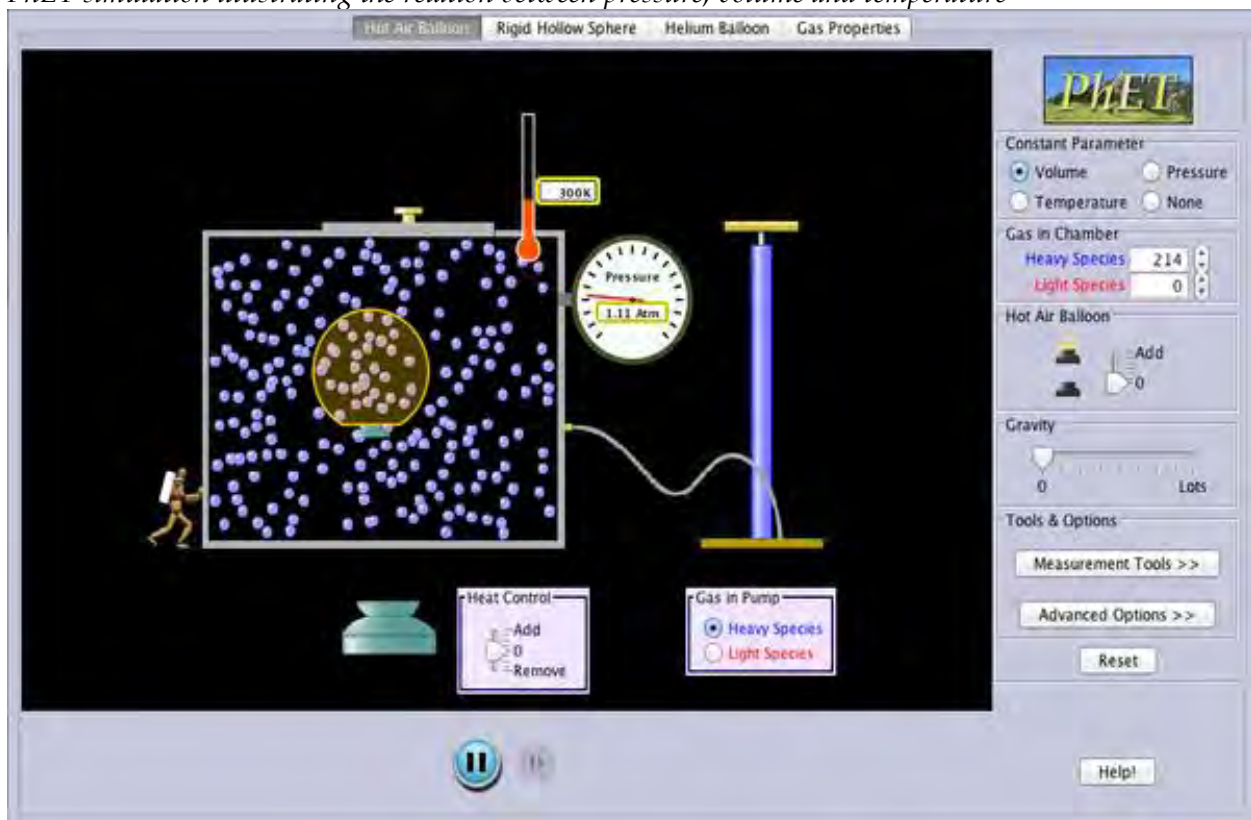 PhET simulation illustrating the relation between pressure, volume and temperature
Hot Air Balloon Rigid Hollow Sphere Helium Balloon Gas Properties
PhET
Constant Parameter
Volume Pressure
Temperature None
300K
Gas in Chamber
Heavy Species 214
Light Species 0
Pressure
1.11 Atm
Hot Air Balloon
Add
0
Gravity
0 Lots
Tools & Options
Measurement Tools >>
Advanced Options >>
Reset
Heat Control
Add
0
Remove
Gas in Pump
Heavy Species
Light Species
Help!